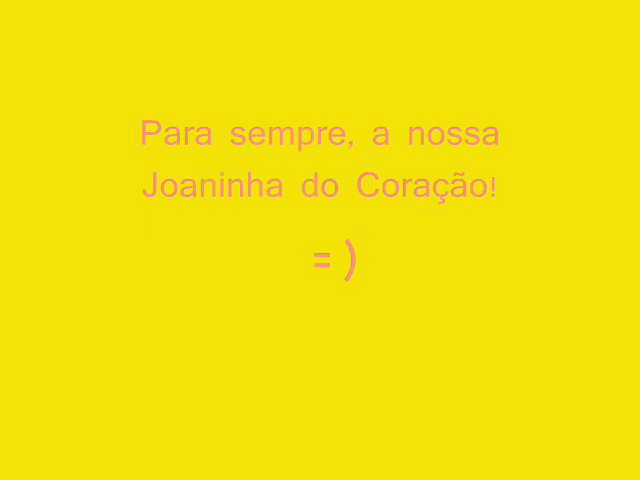 Para sempre, a nossa
Joaninha do Coração!
= )